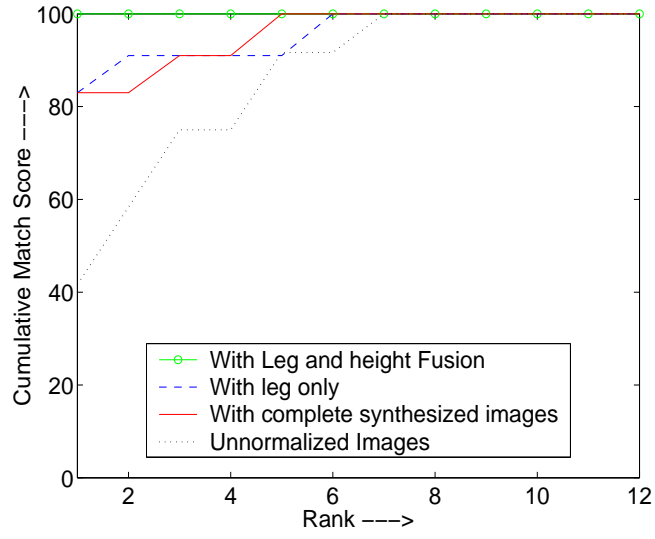 100
80
60
40
20
0
Cumulative Match Score --->
With Leg and height Fusion
With leg only
With complete synthesized images
Unnormalized Images
2 4 6 8 10 12
Rank --->